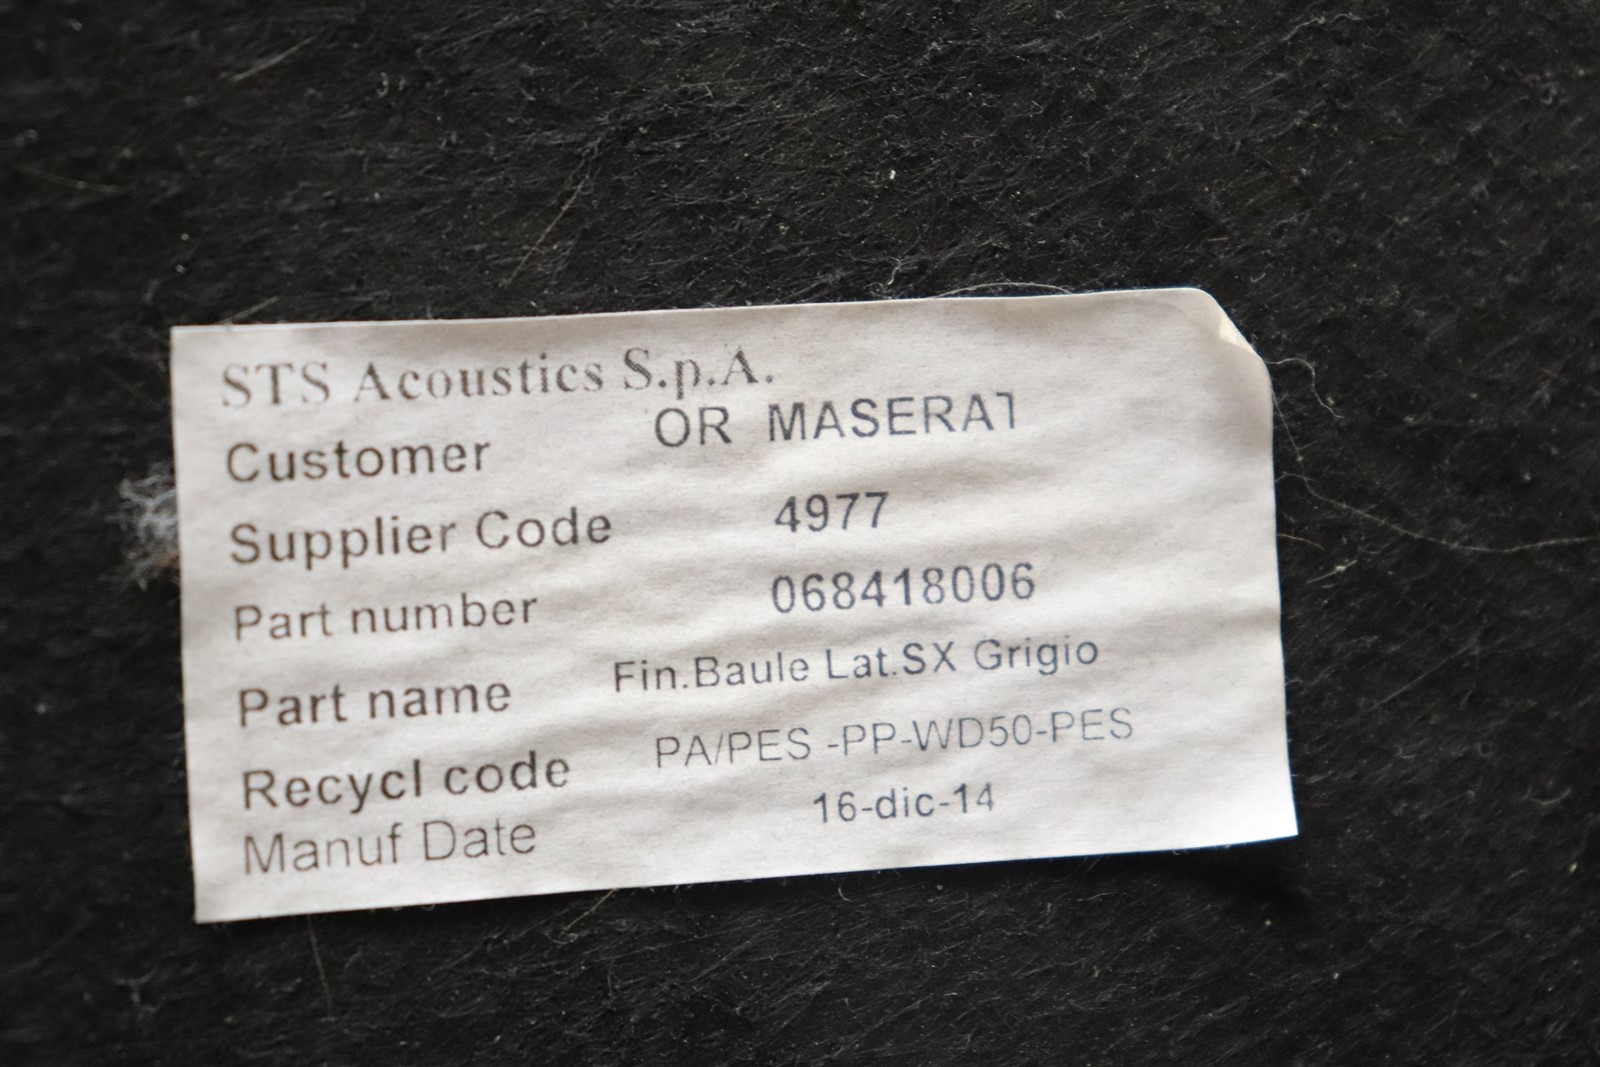 STS Acoustics S.p.A.
Customer OR MASERAT
Supplier Code 4977
Part number 068418006
Part name Fin.Baule Lat.SX Grigio
Recycl code PA/PES -PP-WD50-PES
Manuf Date 16-dic-14